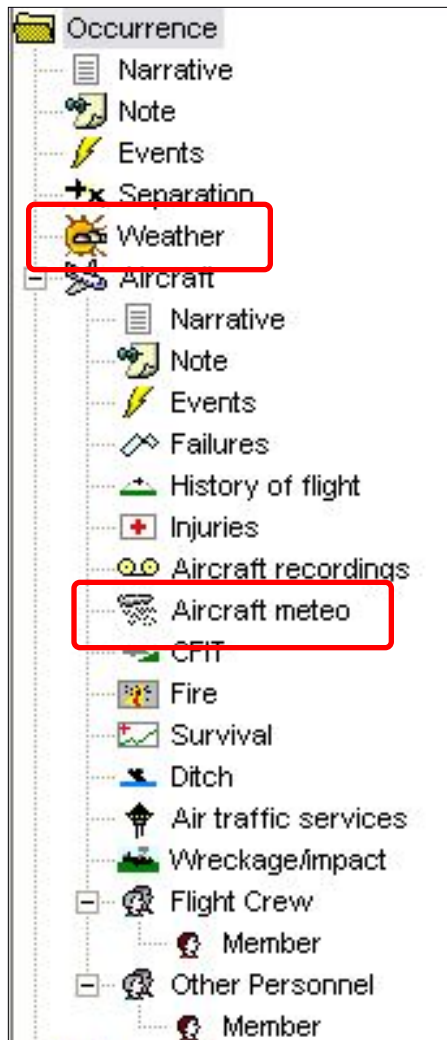 Occurrence
Narrative
Note
Events
Separation
Weather
Aircraft
Narrative
Note
Events
Failures
History of flight
Injuries
Aircraft recordings
Aircraft meteo
CFIT
Fire
Survival
Ditch
Air traffic services
Wreckage/impact
Flight Crew
Member
Other Personnel
Member